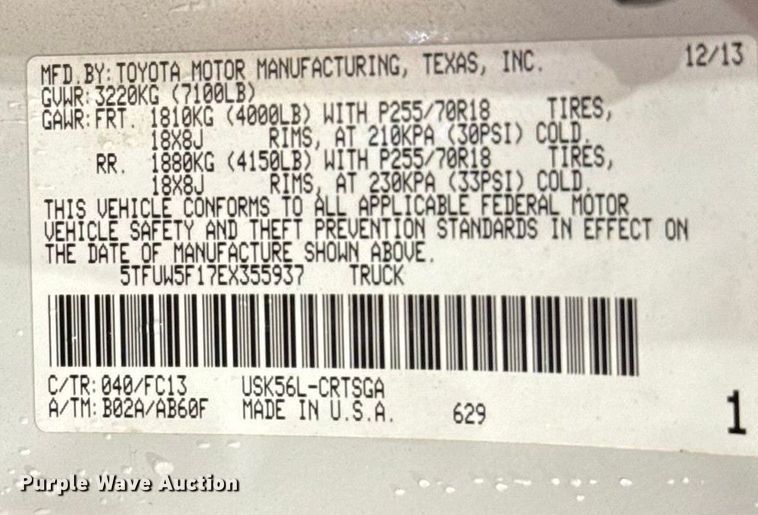 MFD.BY:TOYOTA MOTOR MANUFACTURING, TEXAS, INC. 12/13
GVWR:3220KG (7100LB)
GAWR:FRT. 1810KG (4000LB) WITH P255/70R18 TIRES,
18X8J RIMS, AT 210KPA (30PSI) COLD.
RR. 1880KG (4150LB) WITH P255/70R18 TIRES,
18X8J RIMS, AT 230KPA (33PSI) COLD.
THIS VEHICLE CONFORMS TO ALL APPLICABLE FEDERAL MOTOR
VEHICLE SAFETY AND THEFT PREVENTION STANDARDS IN EFFECT ON
THE DATE OF MANUFACTURE SHOWN ABOVE.
5TFUW5F17EX355937 TRUCK
C/TR:040/FC13 USK56L-CRTSGA
A/TM:B02A/AB60F MADE IN U.S.A. 629 1
Purple Wave Auction